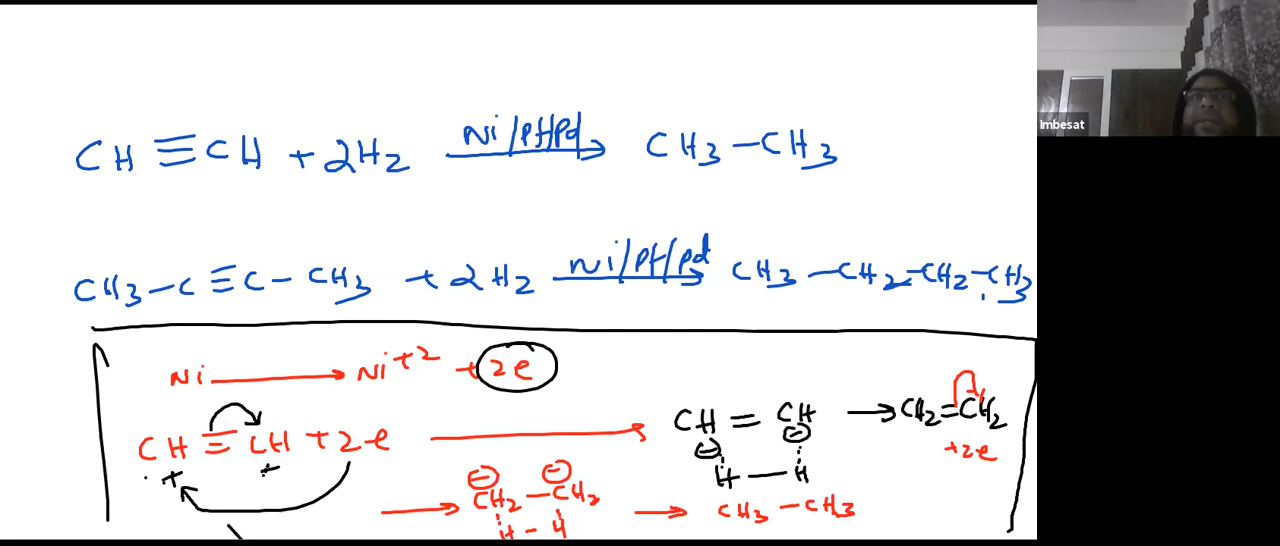 CH≡CH + 2H2 Ni/Pt/Pd → CH3-CH3
CH3-C≡C-CH3 + 2H2 Ni/Pt/Pd → CH3-CH2-CH2-CH3
Ni → Ni+2 + 2e
CH≡CH + 2e → CH=CH → CH2=CH2
+ + ⊖ ⊖ +2e
H-H
⊖ ⊖
→ CH2-CH2 → CH3-CH3
H-H
Imbesat